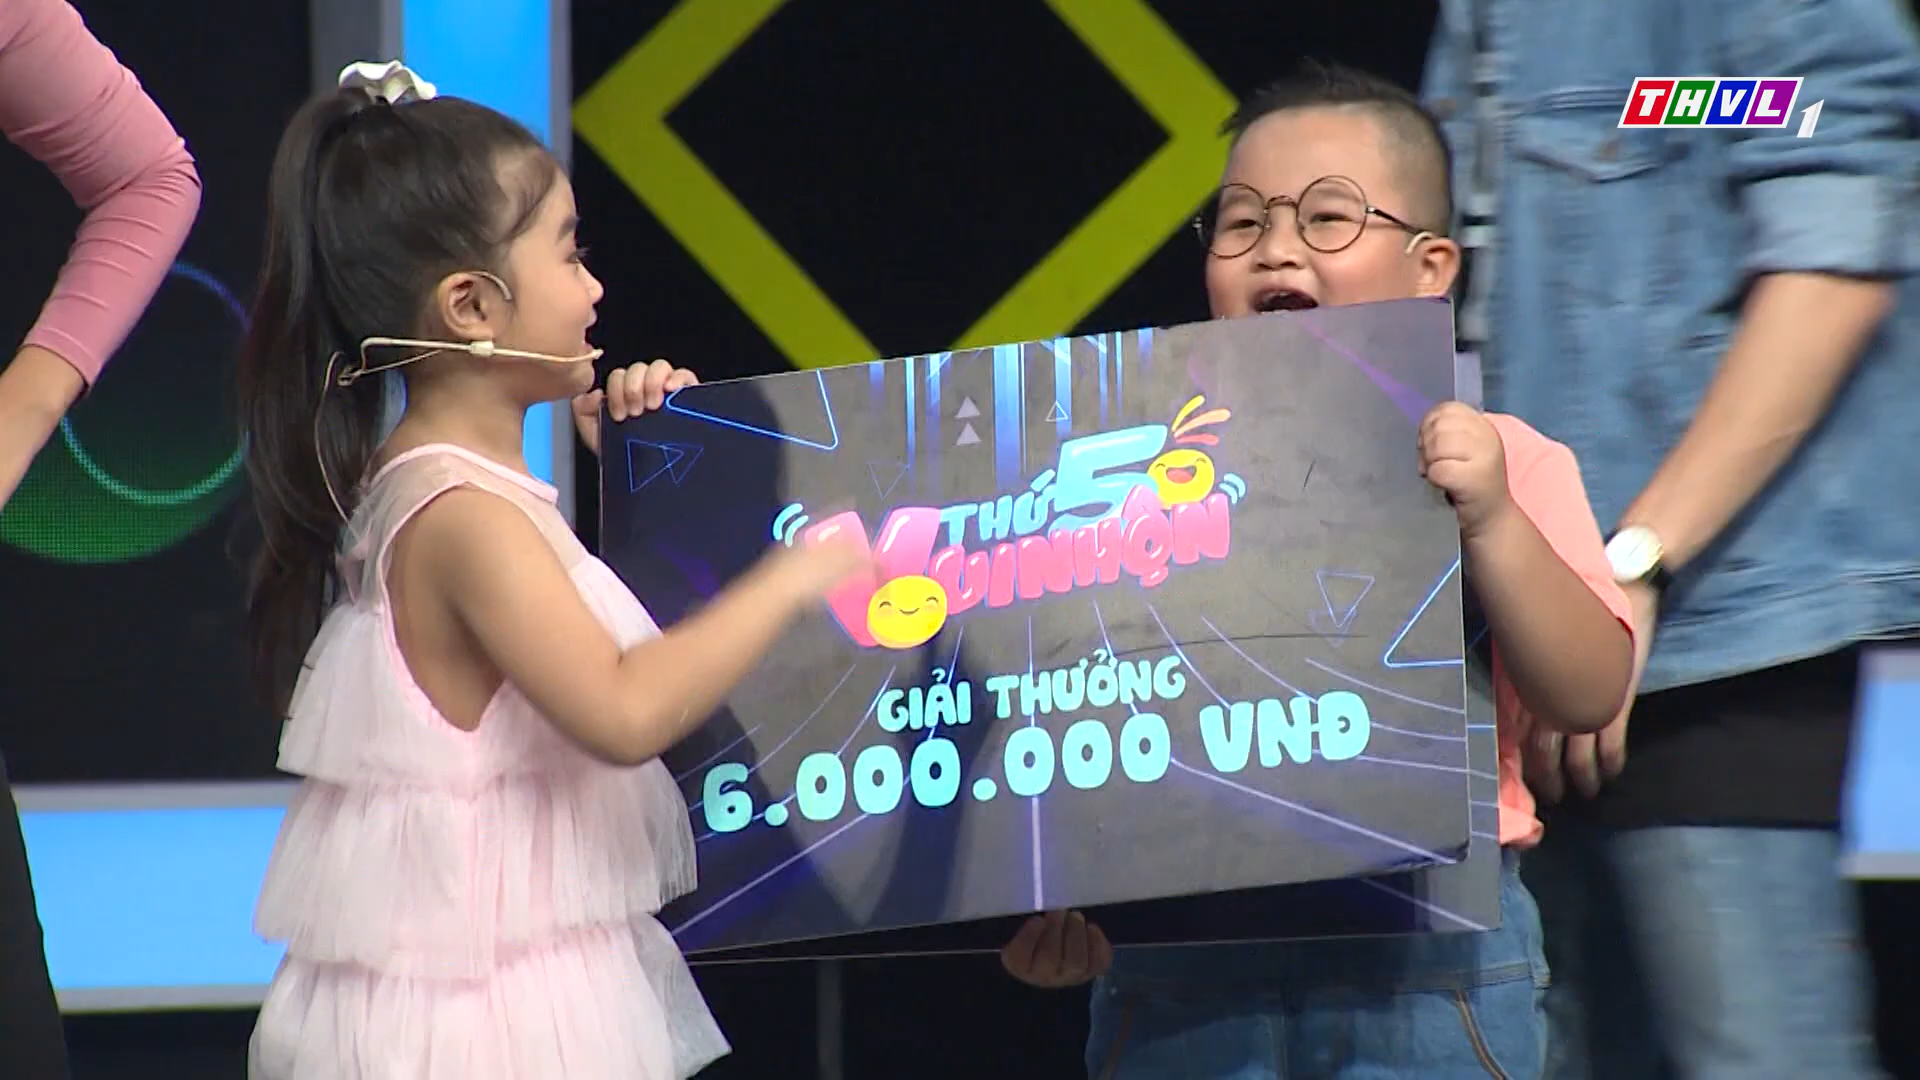 THVL1
THỨ 5
VUI NHỘN
GIẢI THƯỞNG
6.000.000 VNĐ